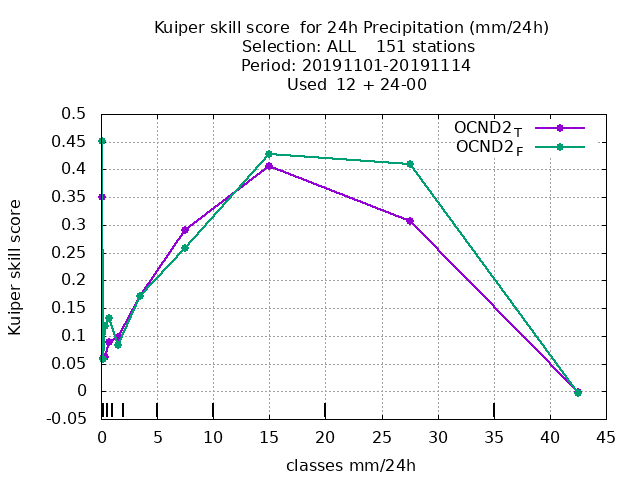 Kuiper skill score  for 24h Precipitation (mm/24h)
Selection: ALL    151 stations
Period: 20191101-20191114
Used  12 + 24-00
OCND2T
OCND2F
0.5
0.45
0.4
0.35
0.3
0.25
0.2
0.15
0.1
0.05
0
-0.05
Kuiper skill score
0 5 10 15 20 25 30 35 40 45
classes mm/24h